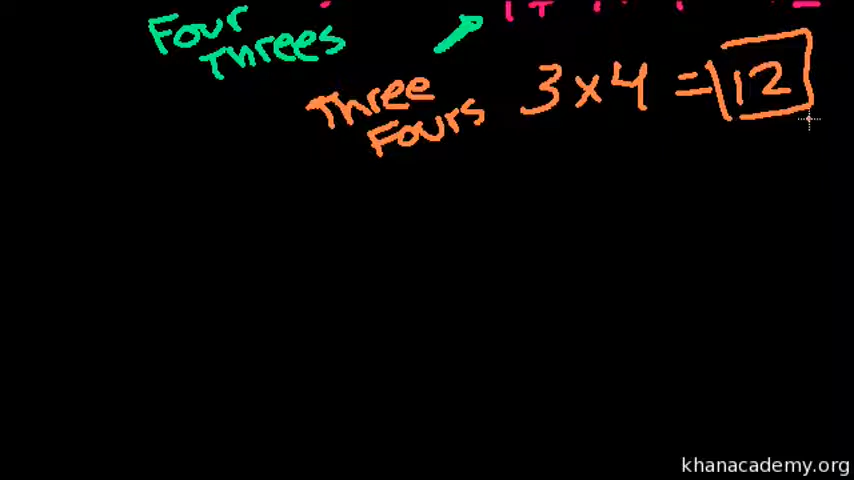 Four
Threes
Three
Fours
3 x 4 = 12
khanacademy.org